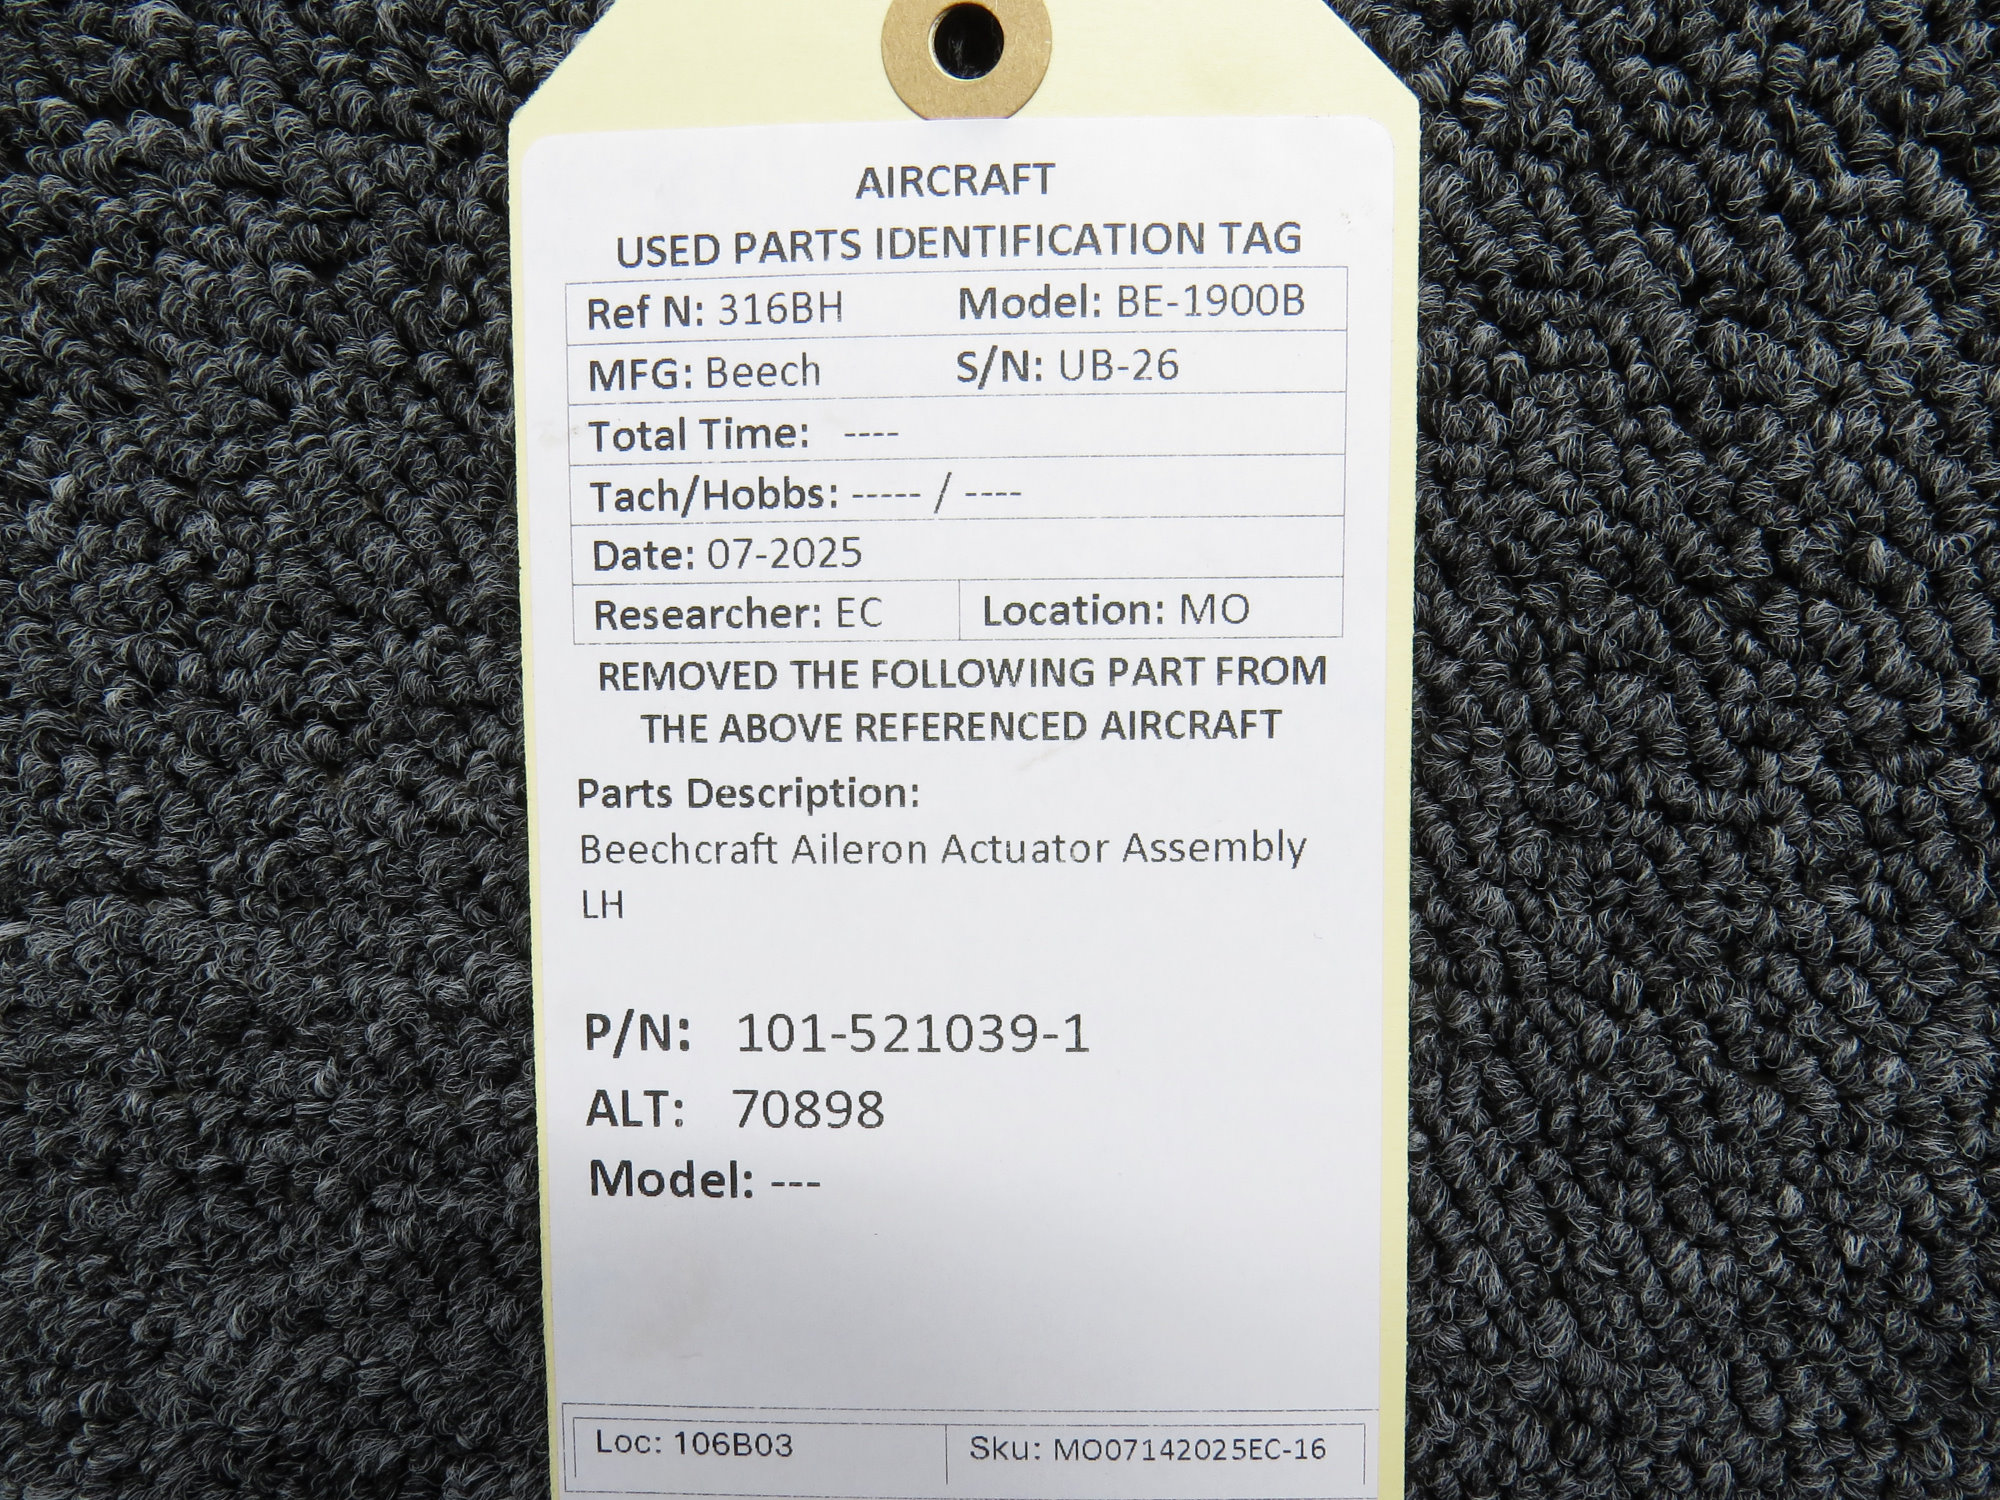 AIRCRAFT
USED PARTS IDENTIFICATION TAG
Ref N: 316BH Model: BE-1900B
MFG: Beech S/N: UB-26
Total Time: ----
Tach/Hobbs: ----- / ----
Date: 07-2025
Researcher: EC Location: MO
REMOVED THE FOLLOWING PART FROM
THE ABOVE REFERENCED AIRCRAFT
Parts Description:
Beechcraft Aileron Actuator Assembly
LH
P/N: 101-521039-1
ALT: 70898
Model: ---
Loc: 106B03 Sku: MO07142025EC-16